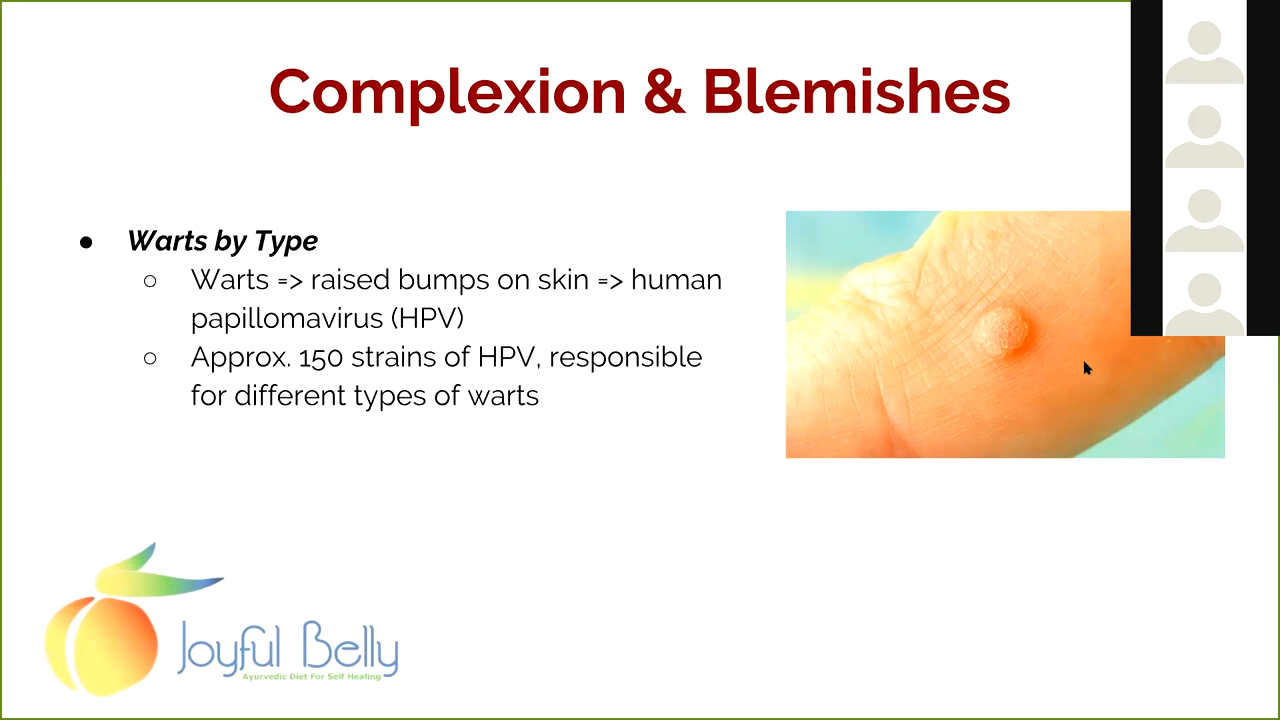 Complexion & Blemishes
● Warts by Type
○ Warts => raised bumps on skin => human
papillomavirus (HPV)
○ Approx. 150 strains of HPV, responsible
for different types of warts
Joyful Belly
Ayurvedic Diet For Self Healing